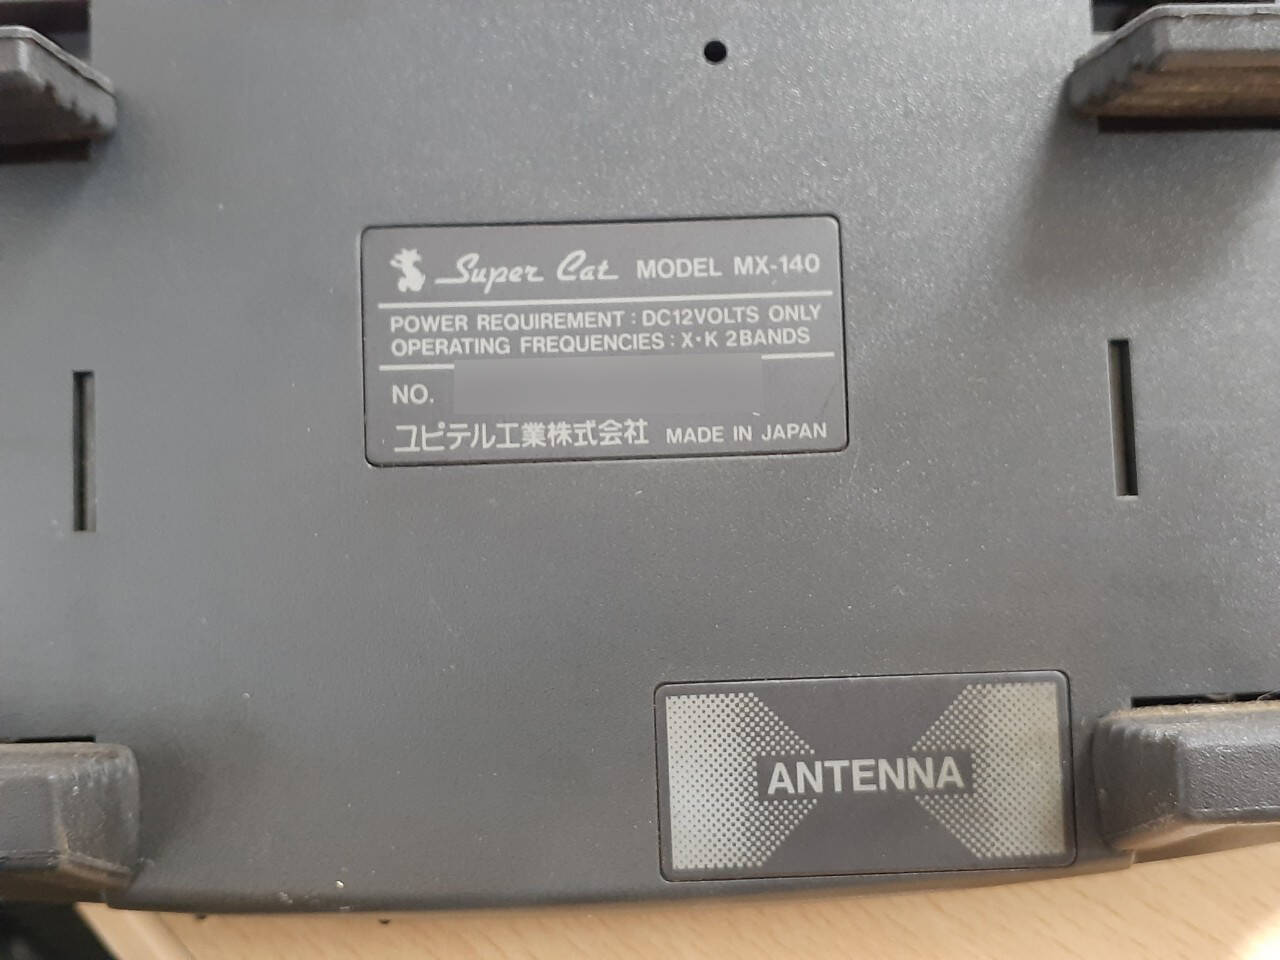 Super Cat MODEL MX-140
POWER REQUIREMENT : DC12VOLTS ONLY
OPERATING FREQUENCIES : X·K 2BANDS
NO.
ユピテル工業株式会社 MADE IN JAPAN
ANTENNA